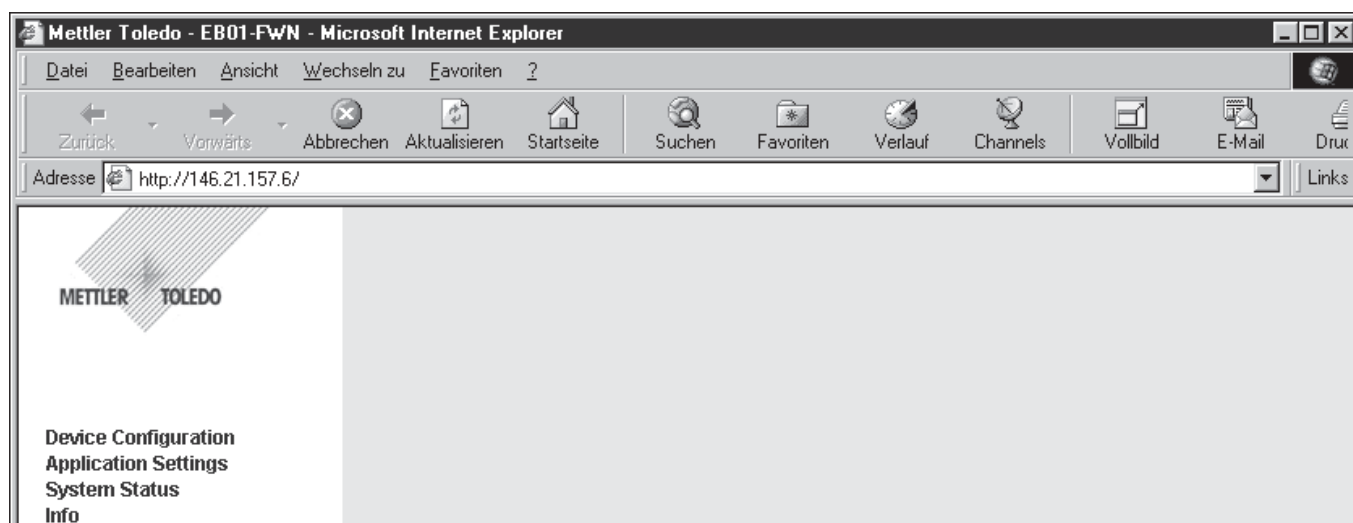 Mettler Toledo - EB01-FWN - Microsoft Internet Explorer
Datei Bearbeiten Ansicht Wechseln zu Favoriten ?
Zurück Vorwärts Abbrechen Aktualisieren Startseite Suchen Favoriten Verlauf Channels Vollbild E-Mail Druc
Adresse http://146.21.157.6/ Links
METTLER TOLEDO
Device Configuration
Application Settings
System Status
Info